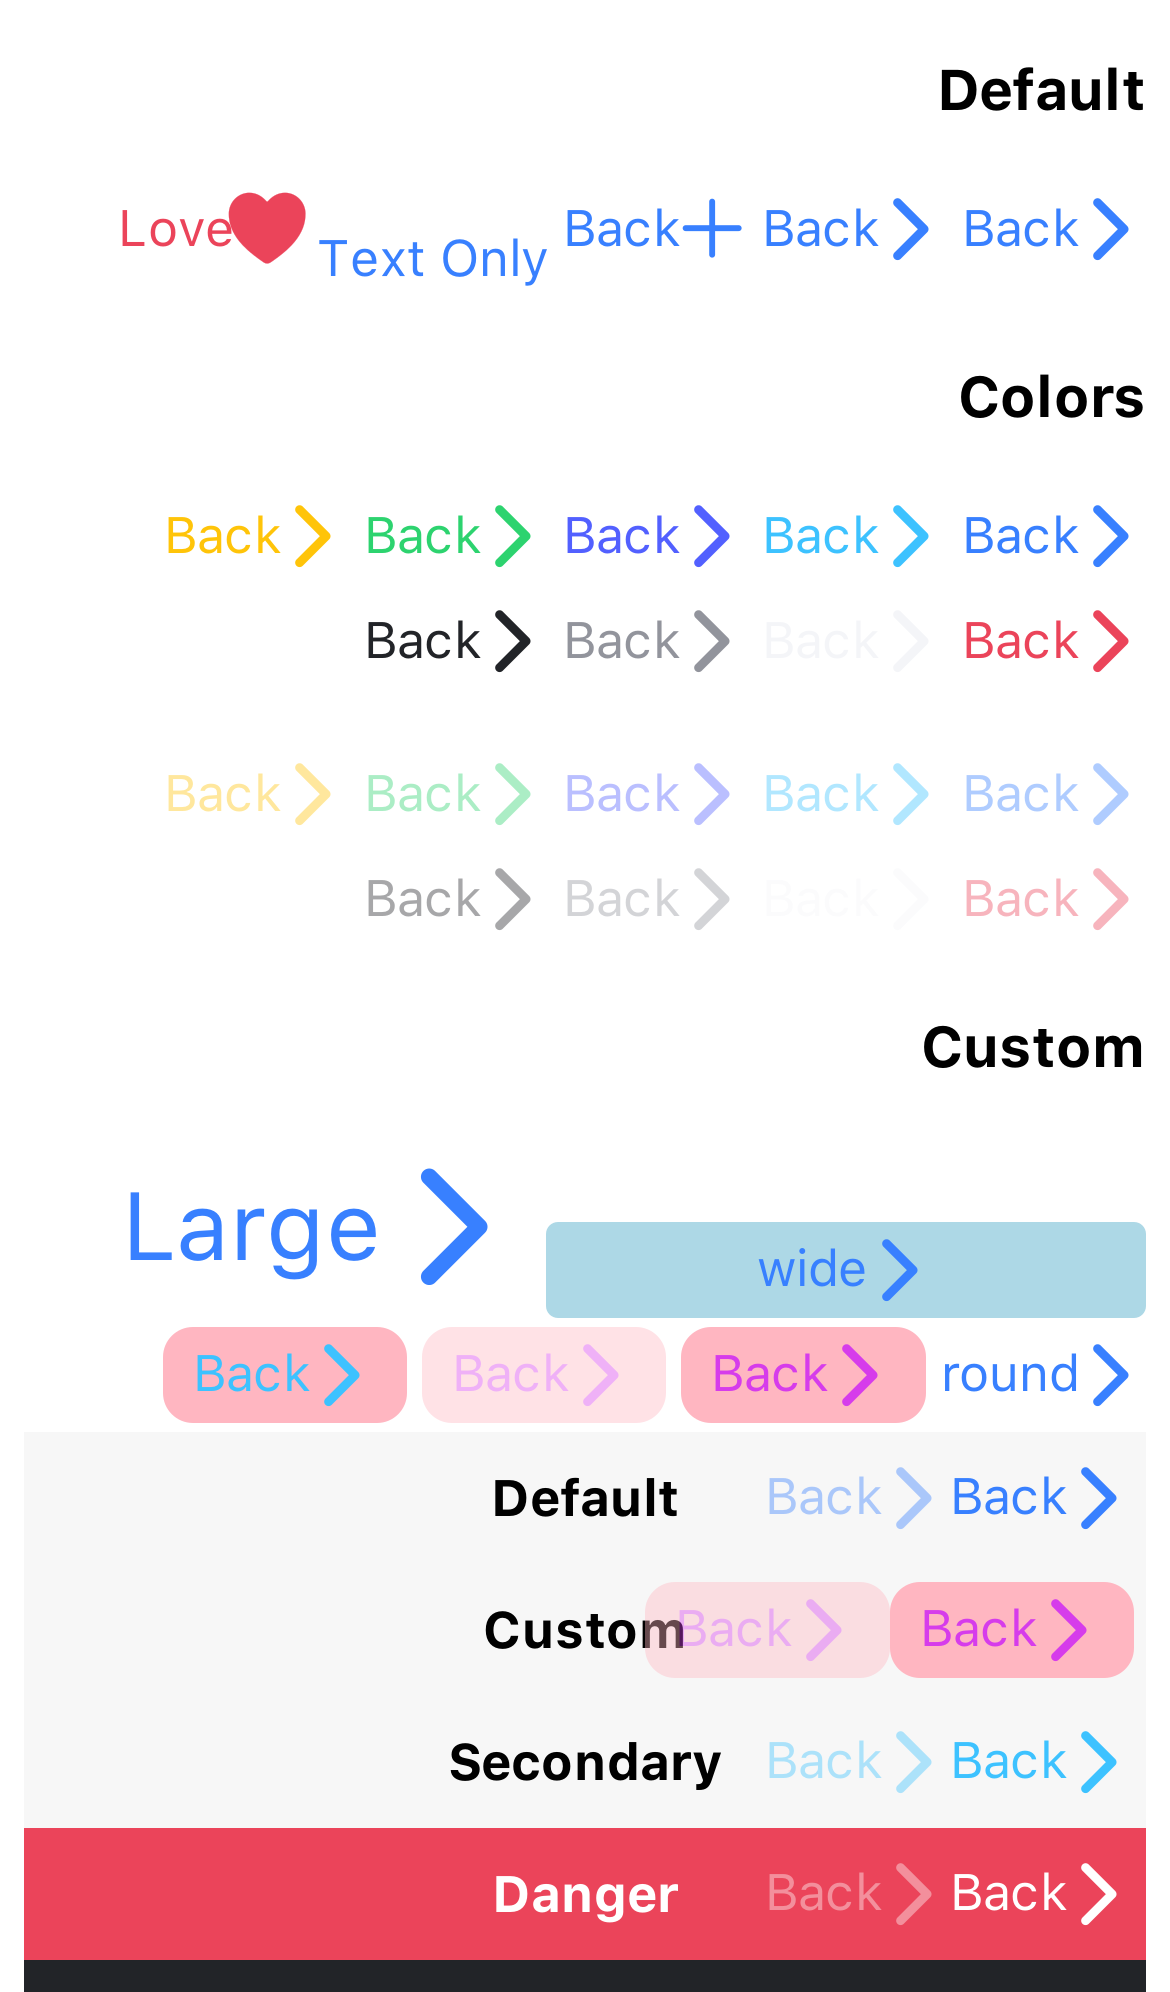 Default
Love Text Only Back Back Back
Colors
Back Back Back Back Back
Back Back Back Back
Back Back Back Back Back
Back Back Back Back
Custom
Large wide
Back Back Back round
Default Back Back
Custom Back Back
Secondary Back Back
Danger Back Back